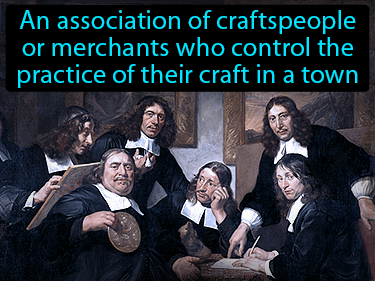 An association of craftspeople
or merchants who control the
practice of their craft in a town